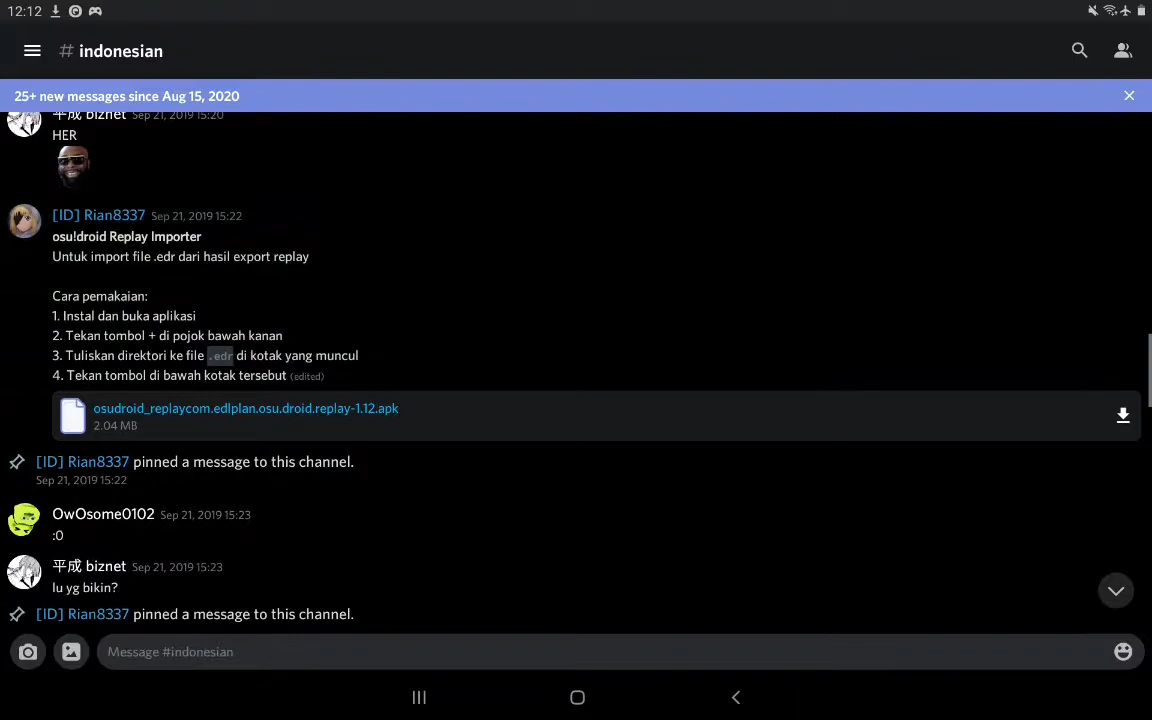 12:12
# indonesian
25+ new messages since Aug 15, 2020
平成 biznet Sep 21, 2019 15:20
HER
[ID] Rian8337 Sep 21, 2019 15:22
osu!droid Replay Importer
Untuk import file .edr dari hasil export replay
Cara pemakaian:
1. Instal dan buka aplikasi
2. Tekan tombol + di pojok bawah kanan
3. Tuliskan direktori ke file .edr di kotak yang muncul
4. Tekan tombol di bawah kotak tersebut (edited)
osudroid_replaycom.edlplan.osu.droid.replay-1.12.apk
2.04 MB
[ID] Rian8337 pinned a message to this channel.
Sep 21, 2019 15:22
OwOsome0102 Sep 21, 2019 15:23
:0
平成 biznet Sep 21, 2019 15:23
lu yg bikin?
[ID] Rian8337 pinned a message to this channel.
Message #indonesian